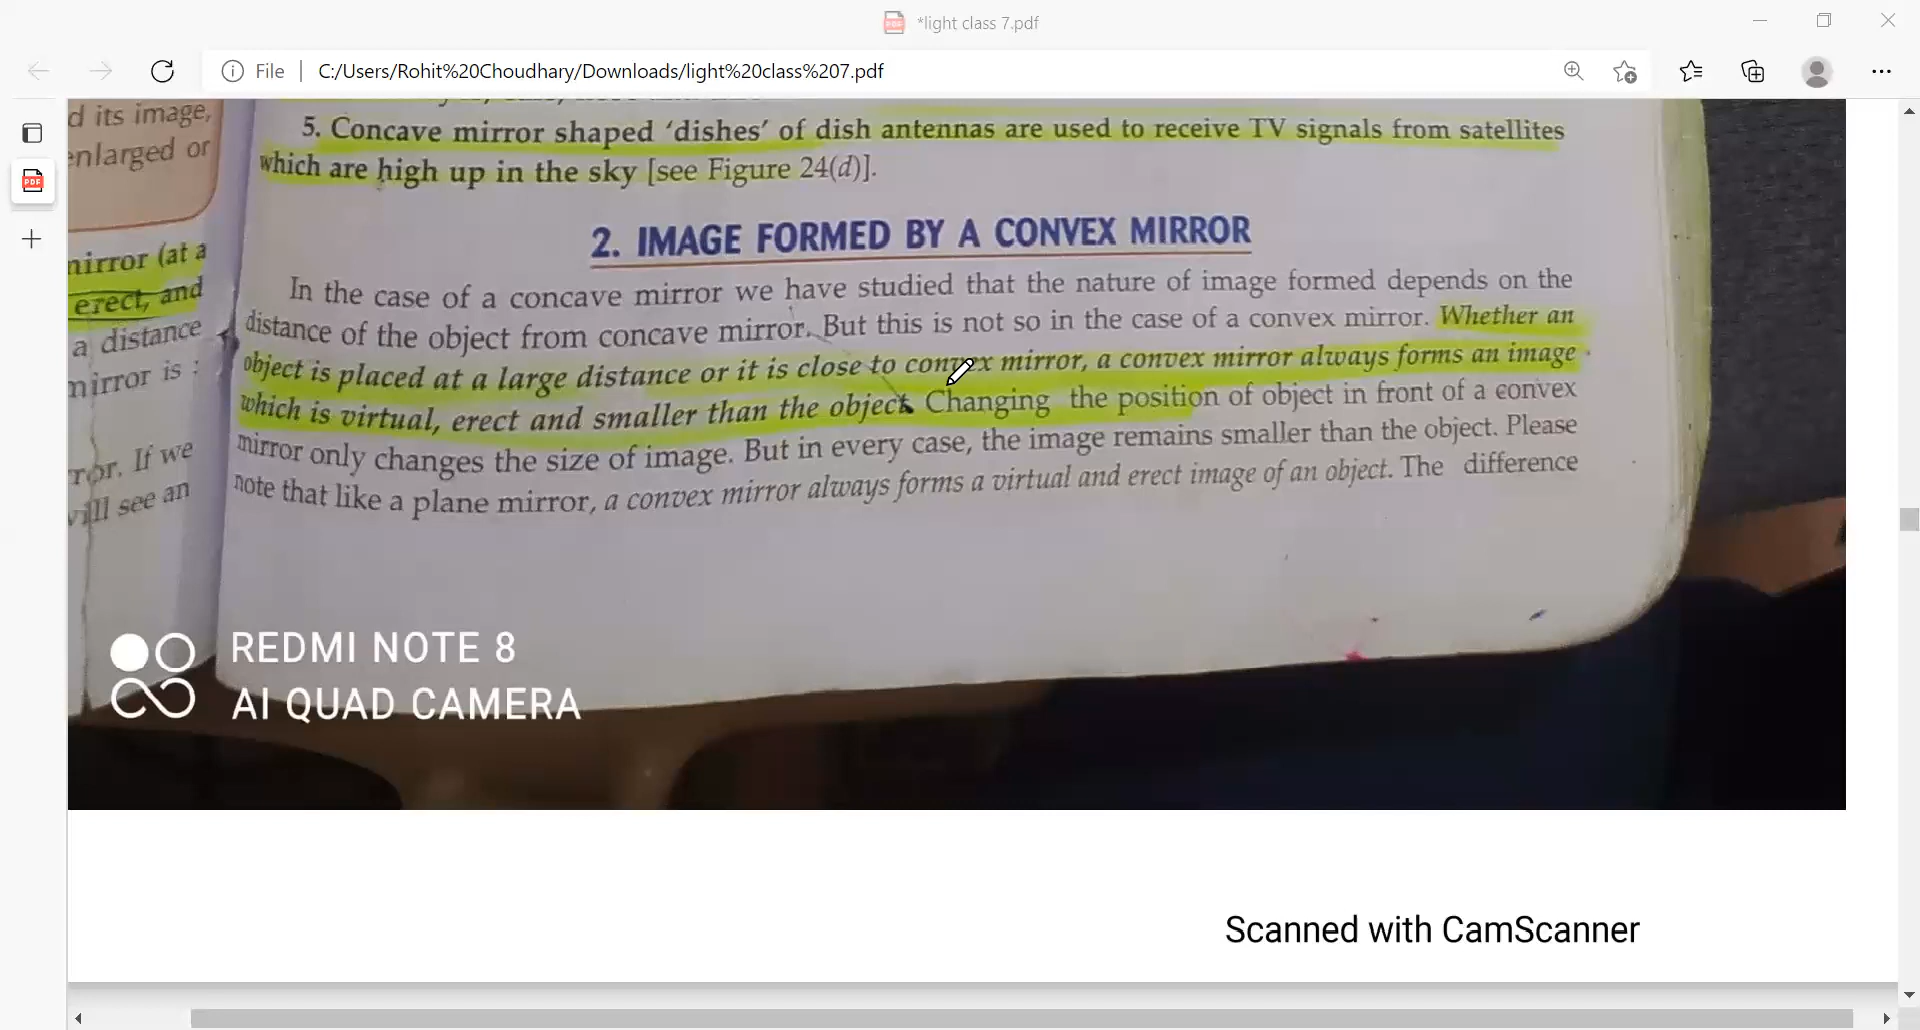 *light class 7.pdf
File
C:/Users/Rohit%20Choudhary/Downloads/light%20class%207.pdf
d its image,
enlarged or
mirror (at a
erect, and
a distance
mirror is :
ror. If we
will see an
5. Concave mirror shaped ‘dishes’ of dish antennas are used to receive TV signals from satellites
which are high up in the sky [see Figure 24(d)].
2. IMAGE FORMED BY A CONVEX MIRROR
In the case of a concave mirror we have studied that the nature of image formed depends on the
distance of the object from concave mirror. But this is not so in the case of a convex mirror. Whether an
object is placed at a large distance or it is close to convex mirror, a convex mirror always forms an image
which is virtual, erect and smaller than the object. Changing the position of object in front of a convex
mirror only changes the size of image. But in every case, the image remains smaller than the object. Please
note that like a plane mirror, a convex mirror always forms a virtual and erect image of an object. The difference
REDMI NOTE 8
AI QUAD CAMERA
Scanned with CamScanner